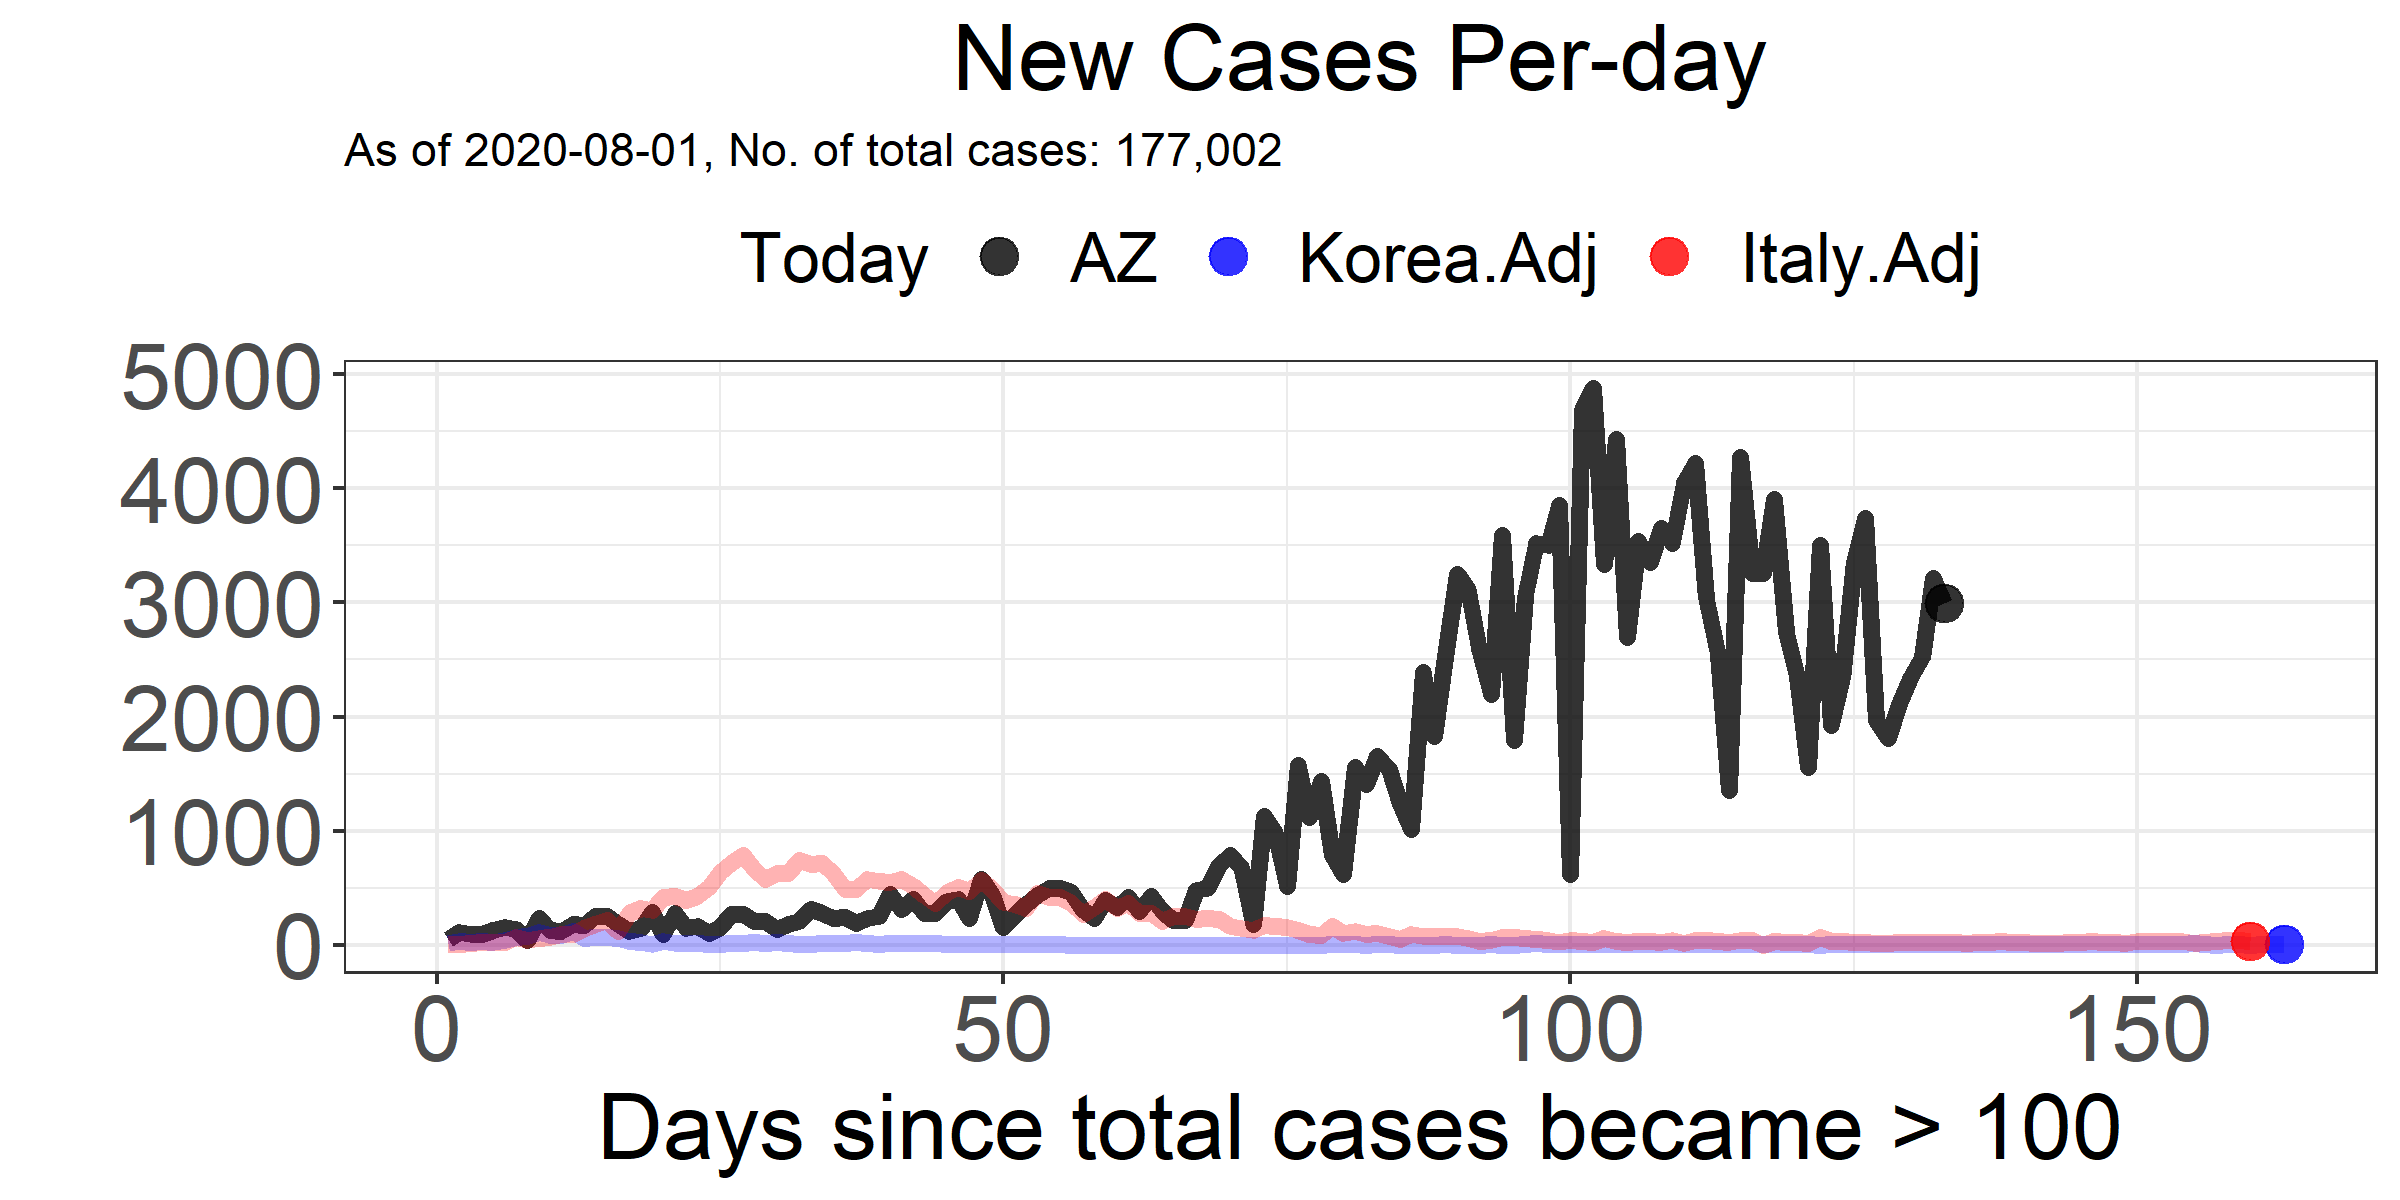 New Cases Per-day
As of 2020-08-01, No. of total cases: 177,002
Today AZ Korea.Adj Italy.Adj
5000
4000
3000
2000
1000
0
0 50 100 150
Days since total cases became > 100